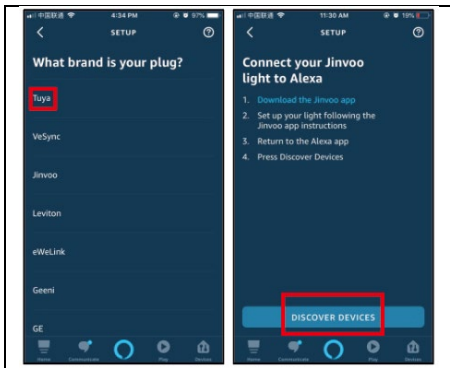 中国联通
4:34 PM
97%
SETUP
What brand is your plug?
Tuya
VeSync
Jinvoo
Leviton
eWeLink
Geeni
GE
Home
Communicate
Play
Devices
中国联通
11:30 AM
19%
SETUP
Connect your Jinvoo
light to Alexa
1. Download the Jinvoo app
2. Set up your light following the
Jinvoo app instructions
3. Return to the Alexa app
4. Press Discover Devices
DISCOVER DEVICES
Home
Communicate
Play
Devices